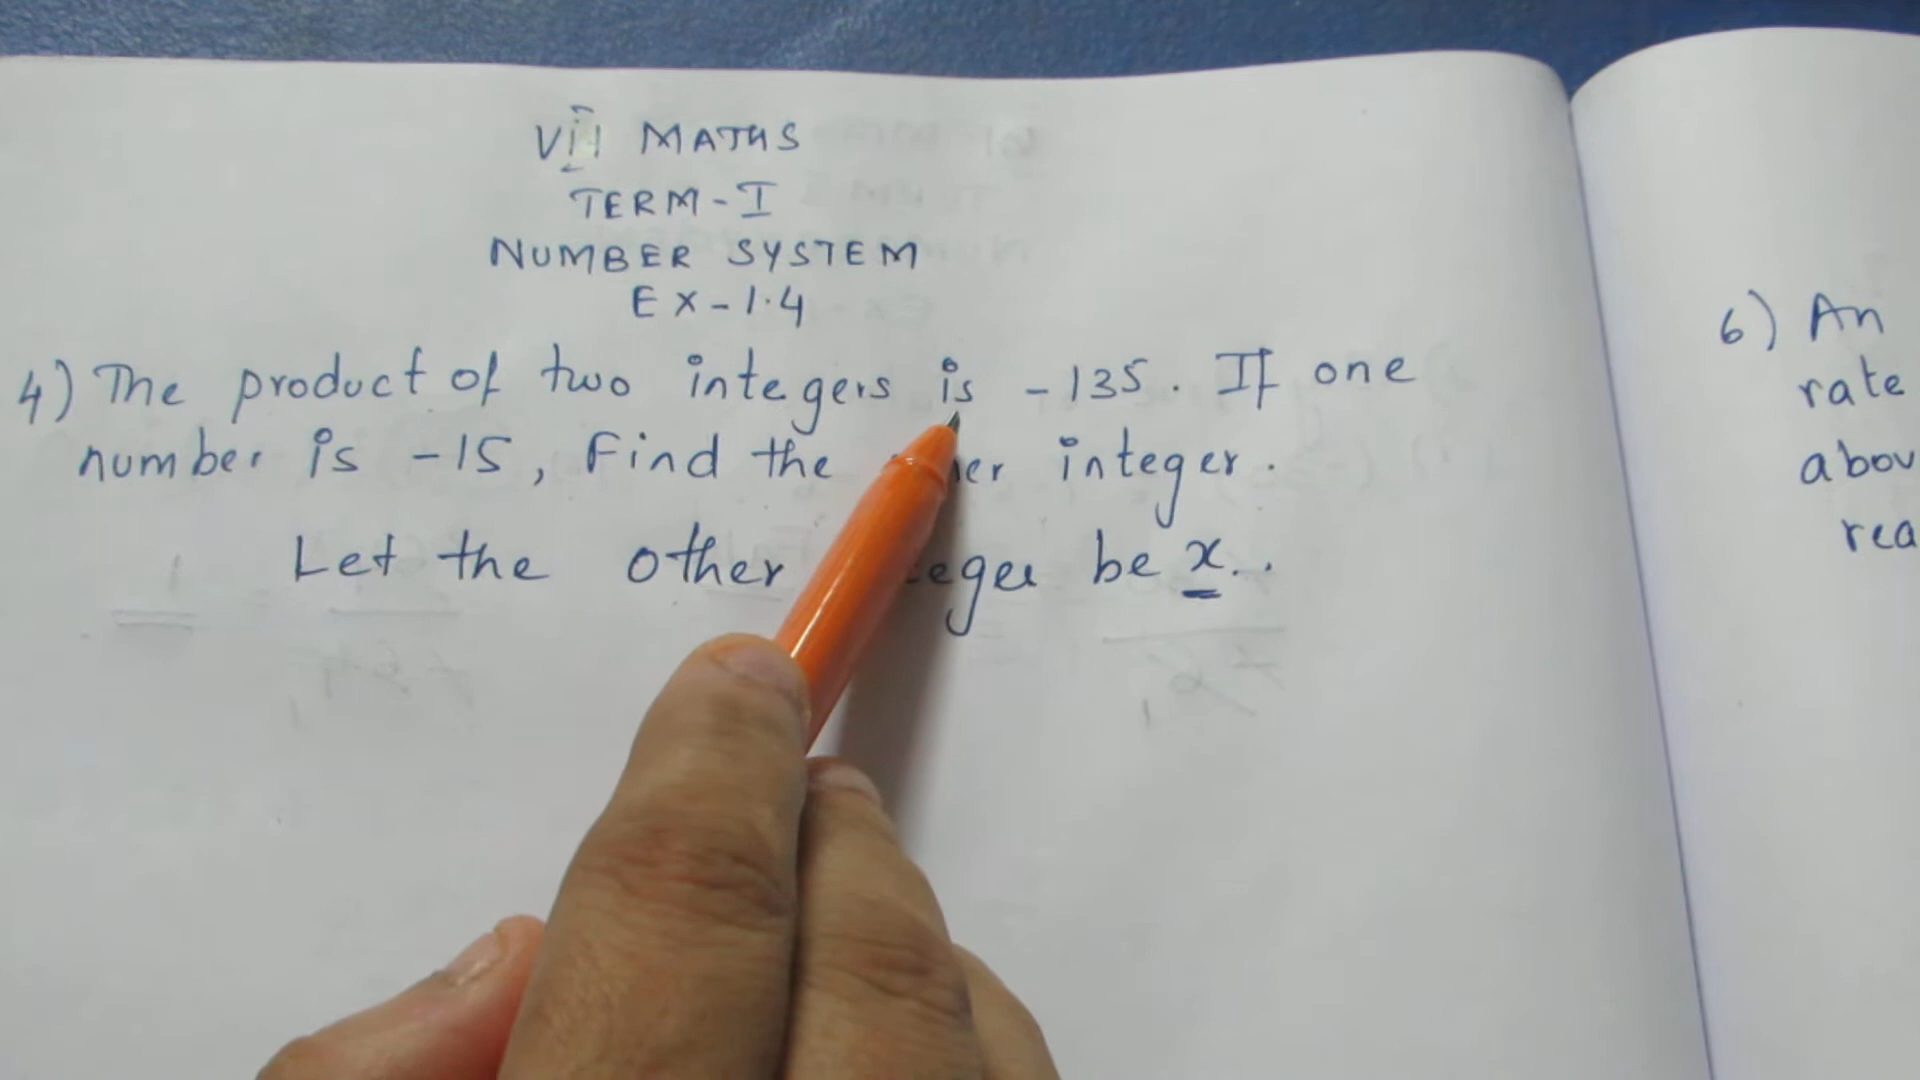 VII MATHS
TERM-I
NUMBER SYSTEM
EX-1.4
4) The product of two integers is -135. If one
number is -15, Find the integer.
Let the other be x.
6) An
rate
abov
rea